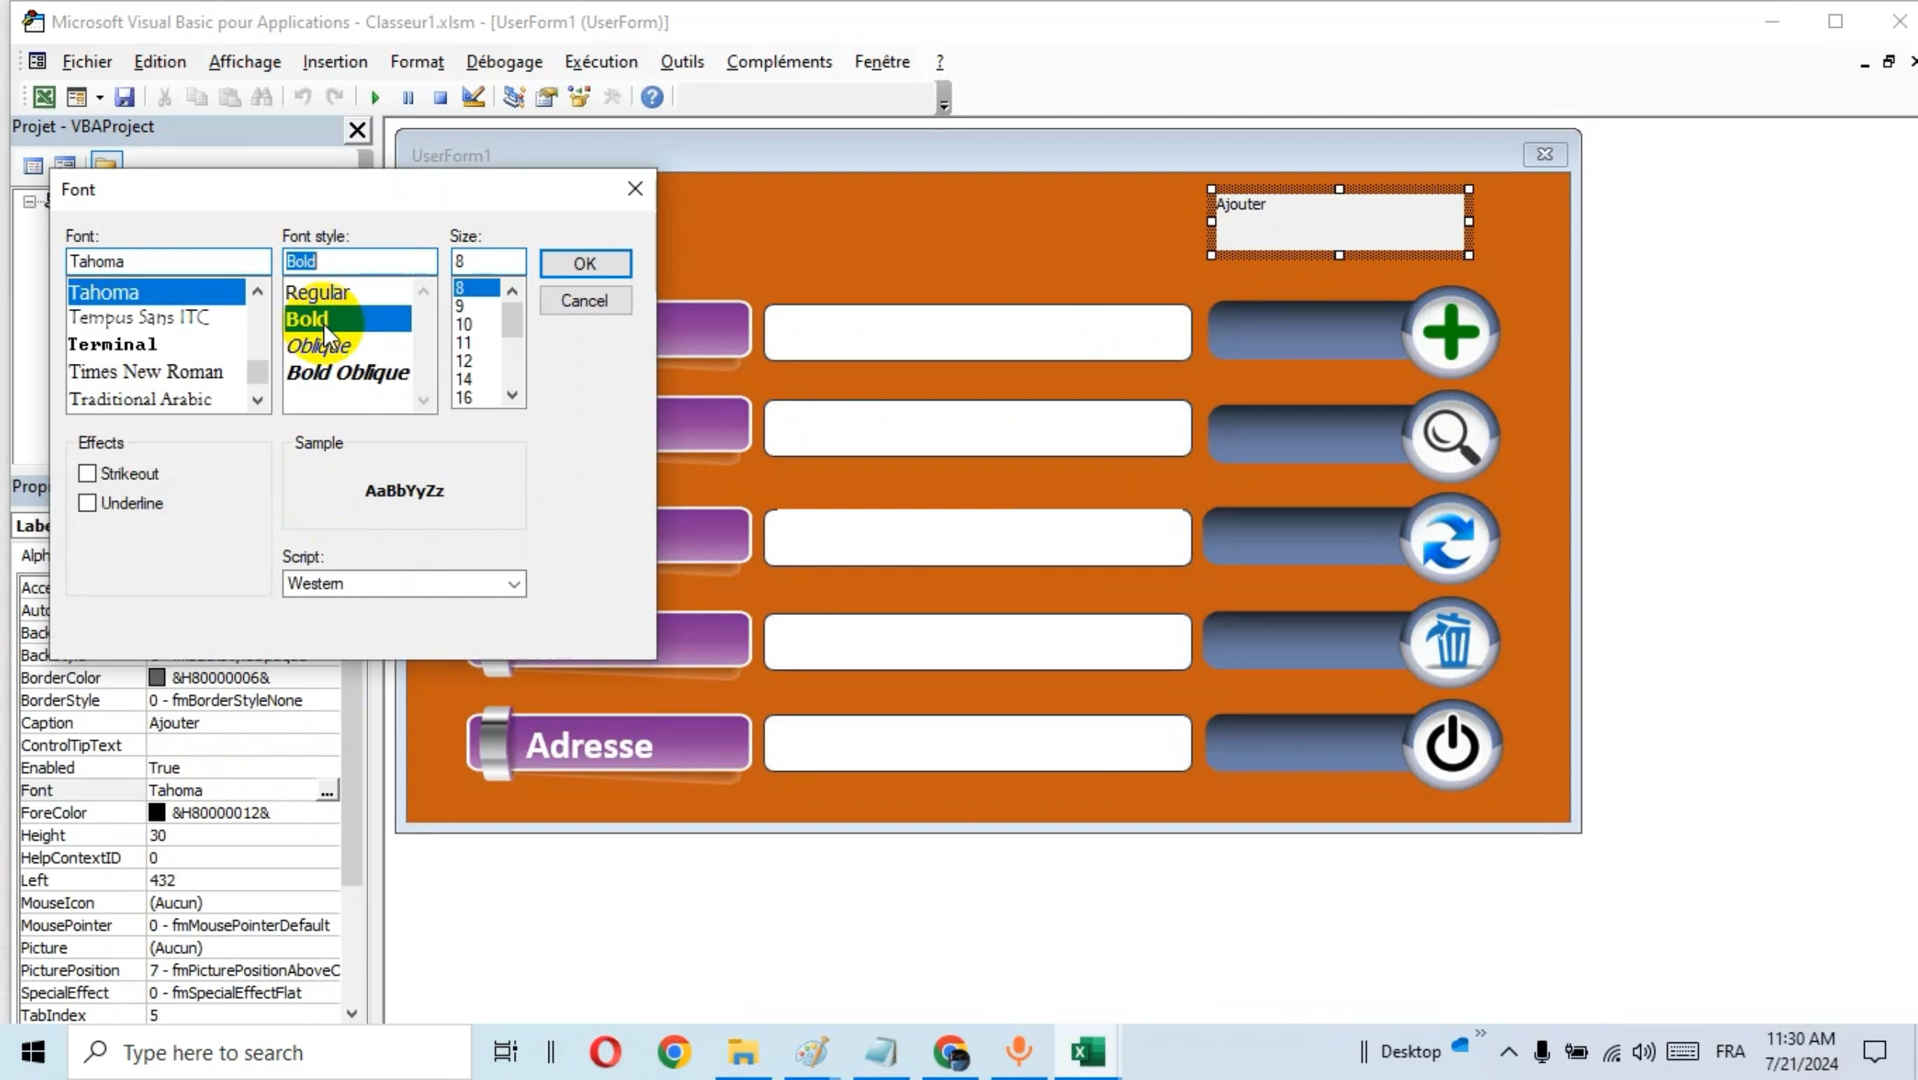 Microsoft Visual Basic pour Applications - Classeur1.xlsm - [UserForm1 (UserForm)]
Fichier Edition Affichage Insertion Format Débogage Exécution Outils Compléments Fenêtre ?
Projet - VBAProject
UserForm1
Font
Font:
Font style:
Size:
Tahoma
Bold
8
OK
Cancel
Tahoma
Tempus Sans ITC
Terminal
Times New Roman
Traditional Arabic
Regular
Bold
Oblique
Bold Oblique
8
9
10
11
12
14
16
Effects
Strikeout
Underline
Sample
AaBbYyZz
Script:
Western
Ajouter
Adresse
Prop
Labe
Alph
Acce
Auto
Back
Back
BorderColor &H80000006&
BorderStyle 0 - fmBorderStyleNone
Caption Ajouter
ControlTipText
Enabled True
Font Tahoma ...
ForeColor &H80000012&
Height 30
HelpContextID 0
Left 432
MouseIcon (Aucun)
MousePointer 0 - fmMousePointerDefault
Picture (Aucun)
PicturePosition 7 - fmPicturePositionAboveC
SpecialEffect 0 - fmSpecialEffectFlat
TabIndex 5
Type here to search
Desktop
FRA
11:30 AM
7/21/2024